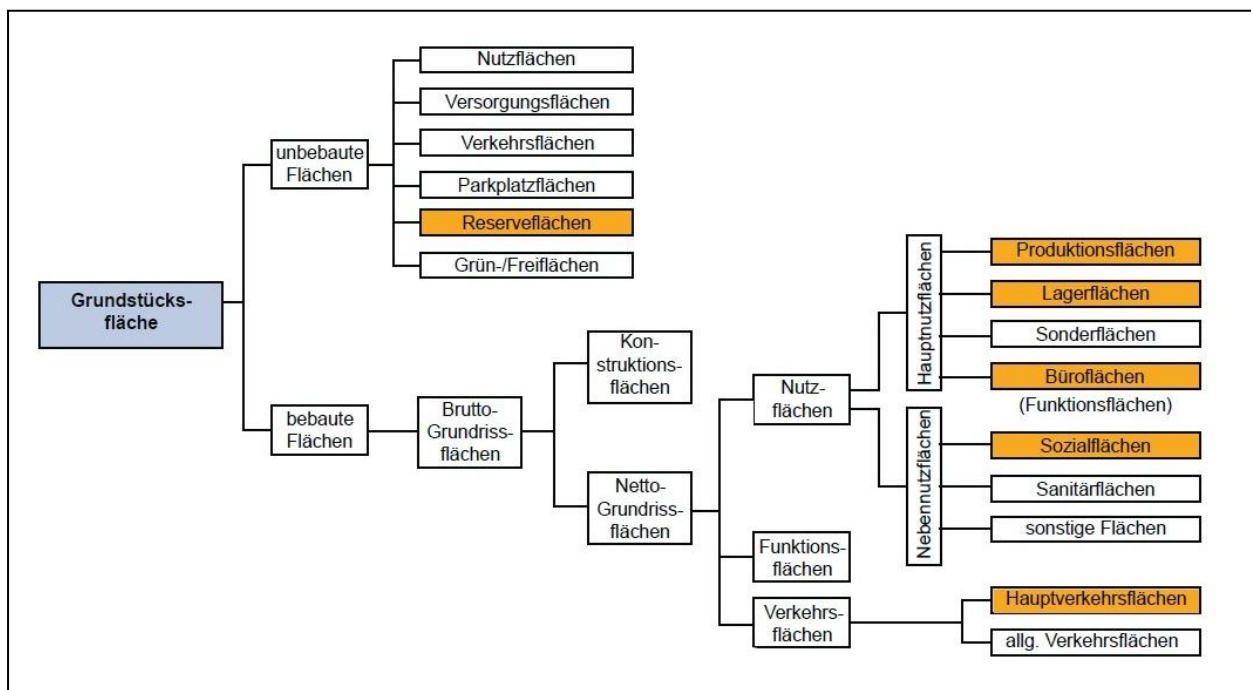 Grundstücks-
fläche
unbebaute
Flächen
Nutzflächen
Versorgungsflächen
Verkehrsflächen
Parkplatzflächen
Reserveflächen
Grün-/Freiflächen
bebaute
Flächen
Brutto-
Grundriss-
flächen
Kon-
struktions-
flächen
Netto-
Grundriss-
flächen
Nutz-
flächen
Hauptnutzflächen
Produktionsflächen
Lagerflächen
Sonderflächen
Büroflächen
(Funktionsflächen)
Nebennutzflächen
Sozialflächen
Sanitärflächen
sonstige Flächen
Funktions-
flächen
Verkehrs-
flächen
Hauptverkehrsflächen
allg. Verkehrsflächen